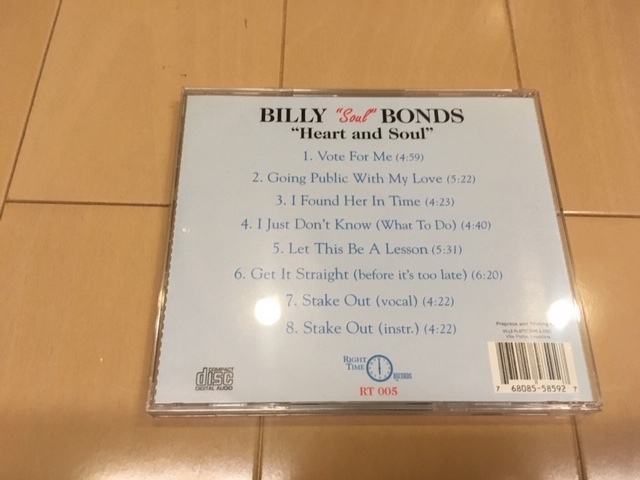 BILLY "Soul" BONDS
"Heart and Soul"
1. Vote For Me (4:59)
2. Going Public With My Love (5:22)
3. I Found Her In Time (4:23)
4. I Just Don't Know (What To Do) (4:40)
5. Let This Be A Lesson (5:31)
6. Get It Straight (before it's too late) (6:20)
7. Stake Out (vocal) (4:22)
8. Stake Out (instr.) (4:22)
Prepress and Printing
COMPACT
disc
DIGITAL AUDIO
RIGHT
TIME
RECORDS
RT 005
7 68085-58592 7